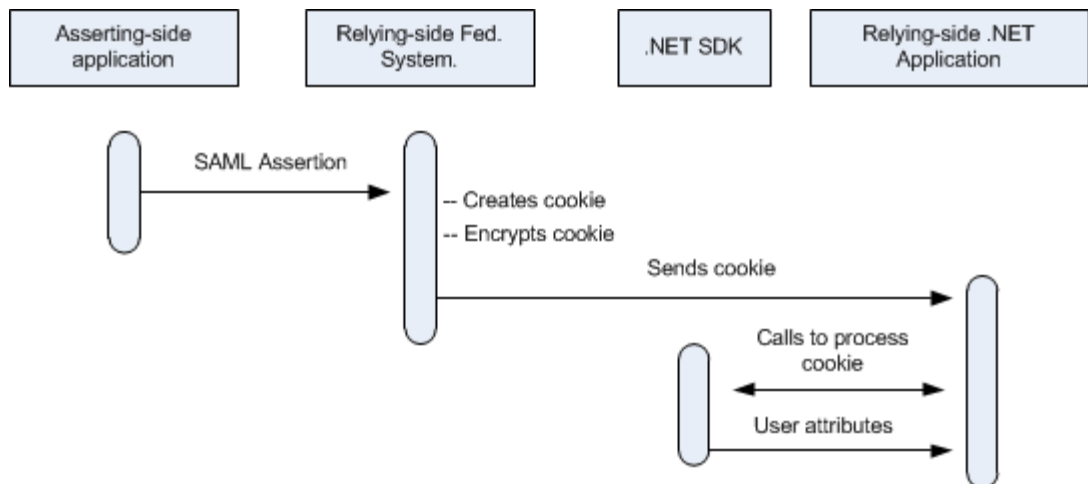 Asserting-side
application
Relying-side Fed.
System.
.NET SDK
Relying-side .NET
Application
SAML Assertion
-- Creates cookie
-- Encrypts cookie
Sends cookie
Calls to process
cookie
User attributes